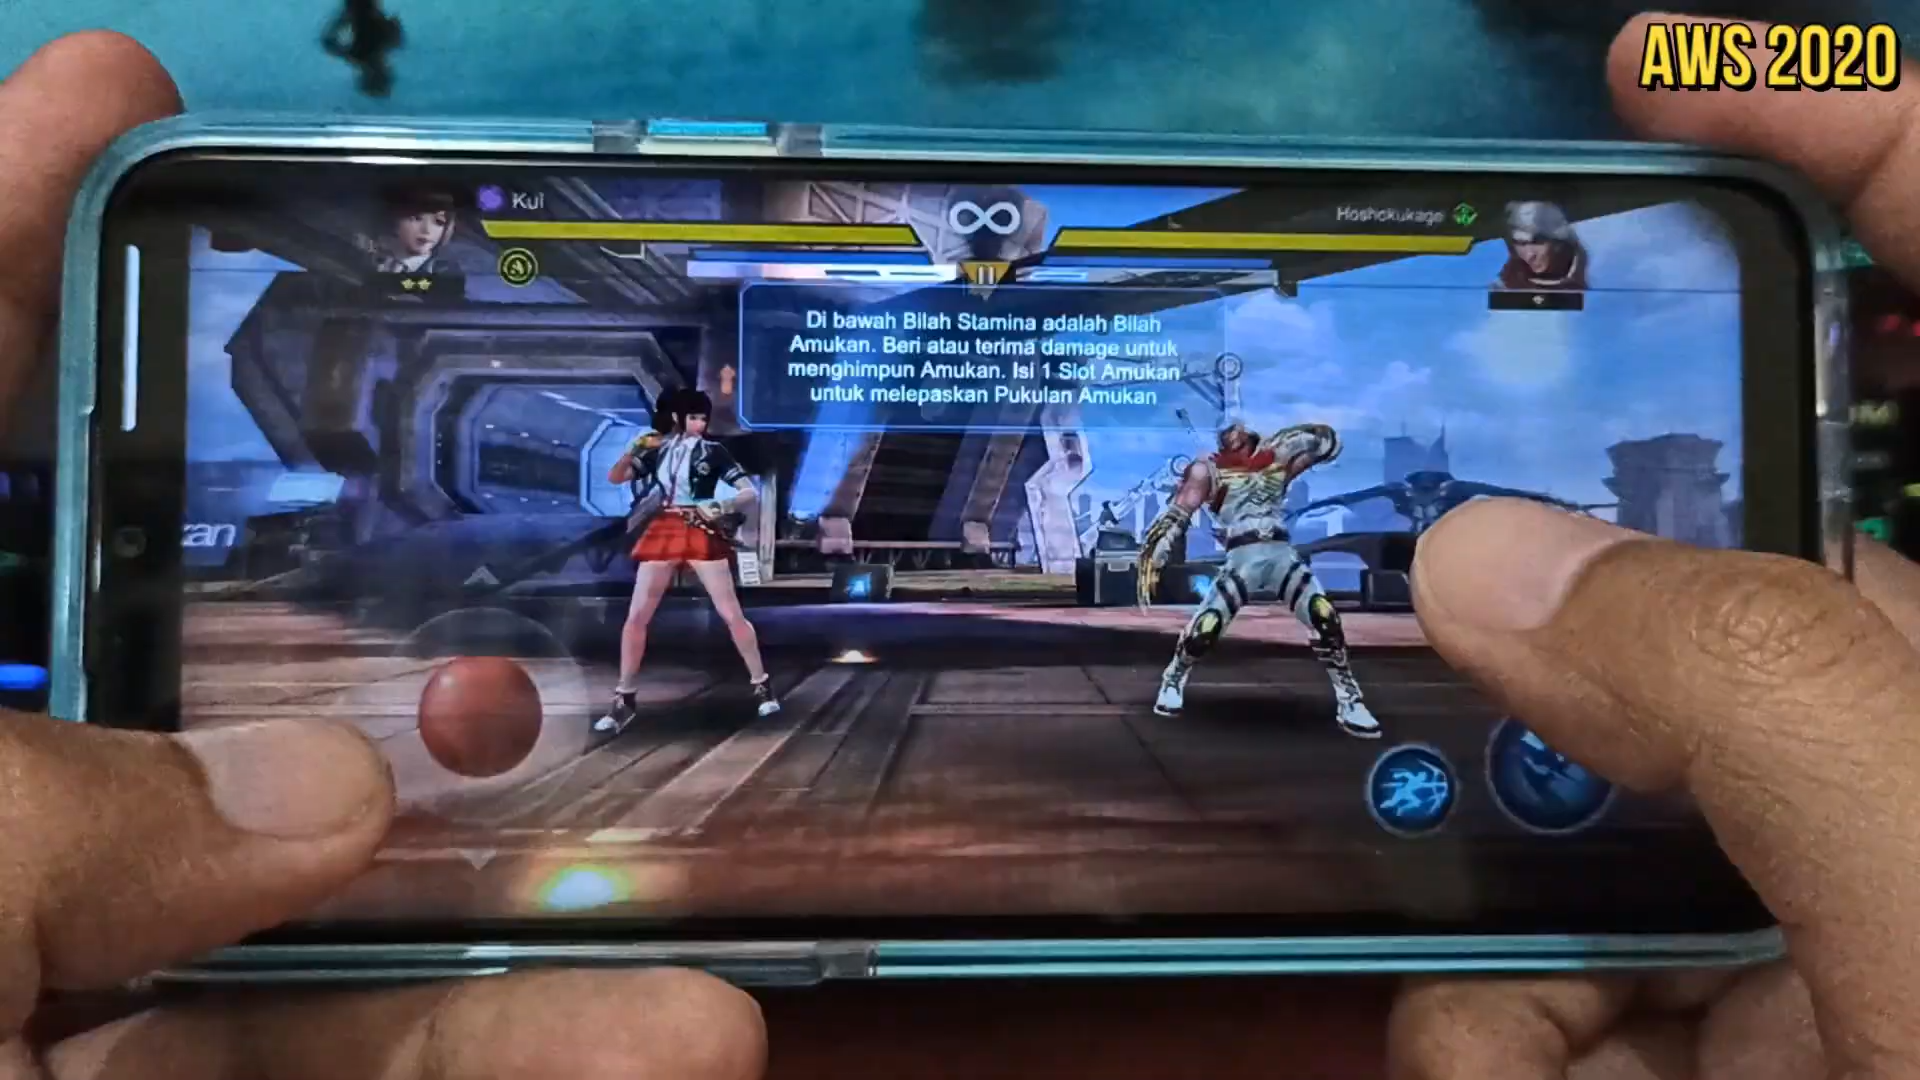 AWS 2020
Kul
Hoshokukage
Di bawah Bilah Stamina adalah Bilah
Amukan. Beri atau terima damage untuk
menghimpun Amukan. Isi 1 Slot Amukan
untuk melepaskan Pukulan Amukan